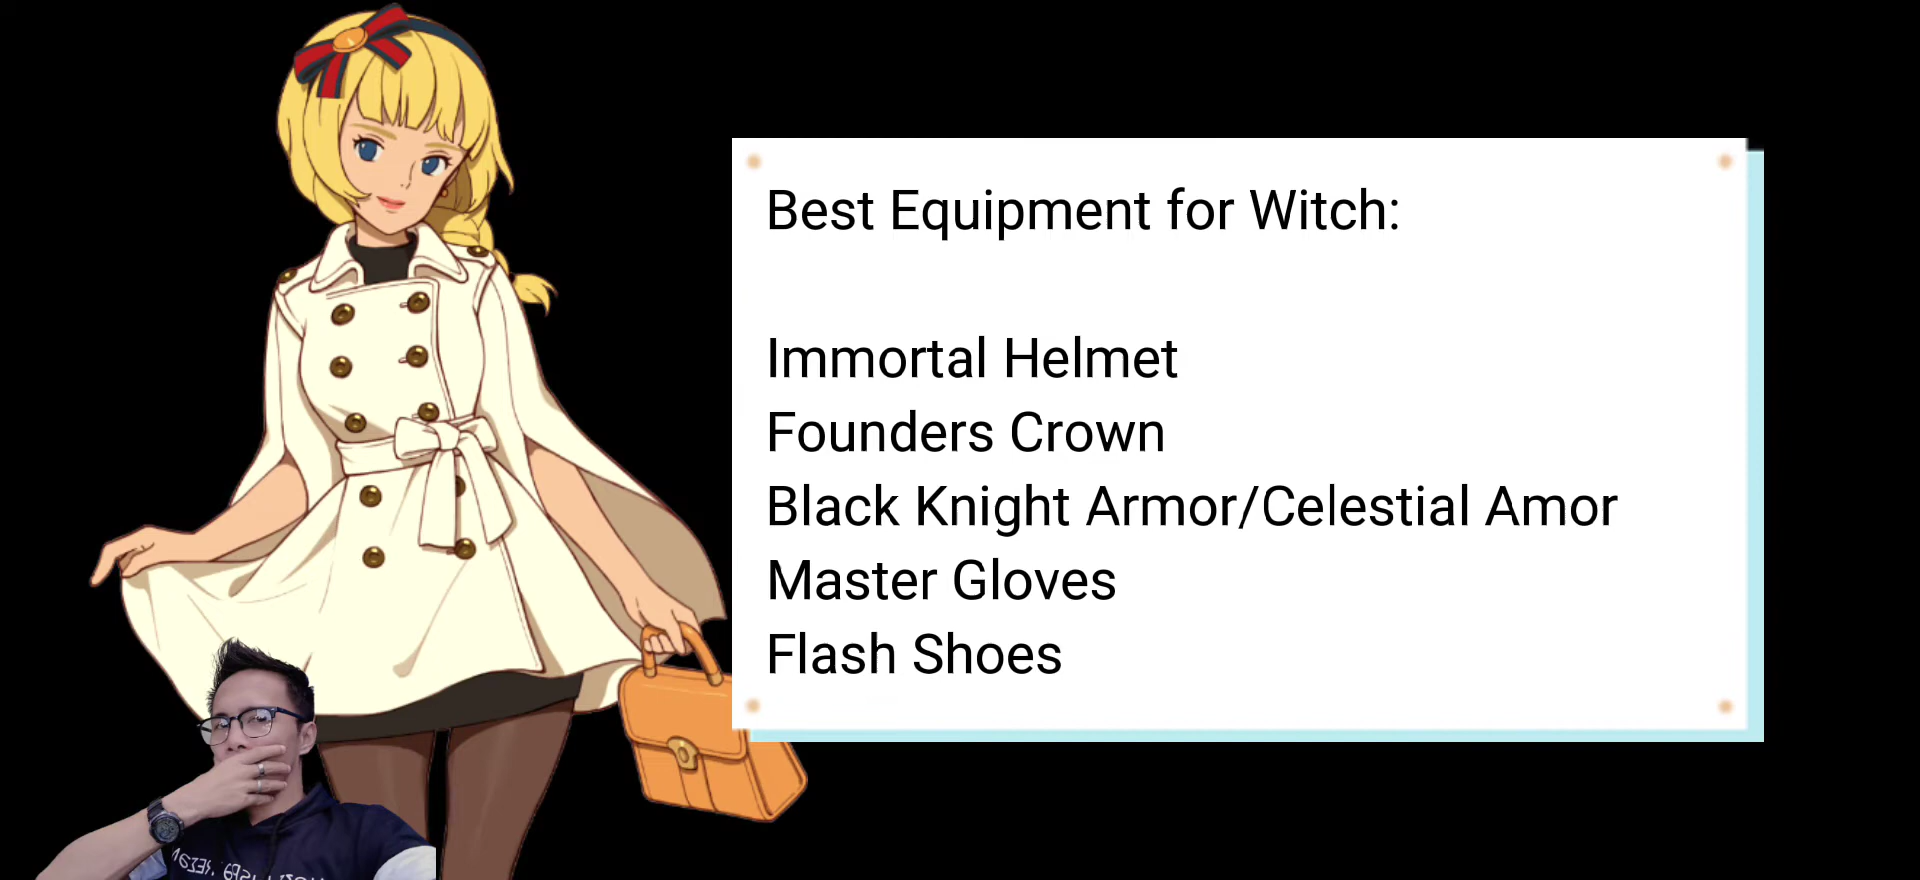 Best Equipment for Witch:
Immortal Helmet
Founders Crown
Black Knight Armor/Celestial Amor
Master Gloves
Flash Shoes